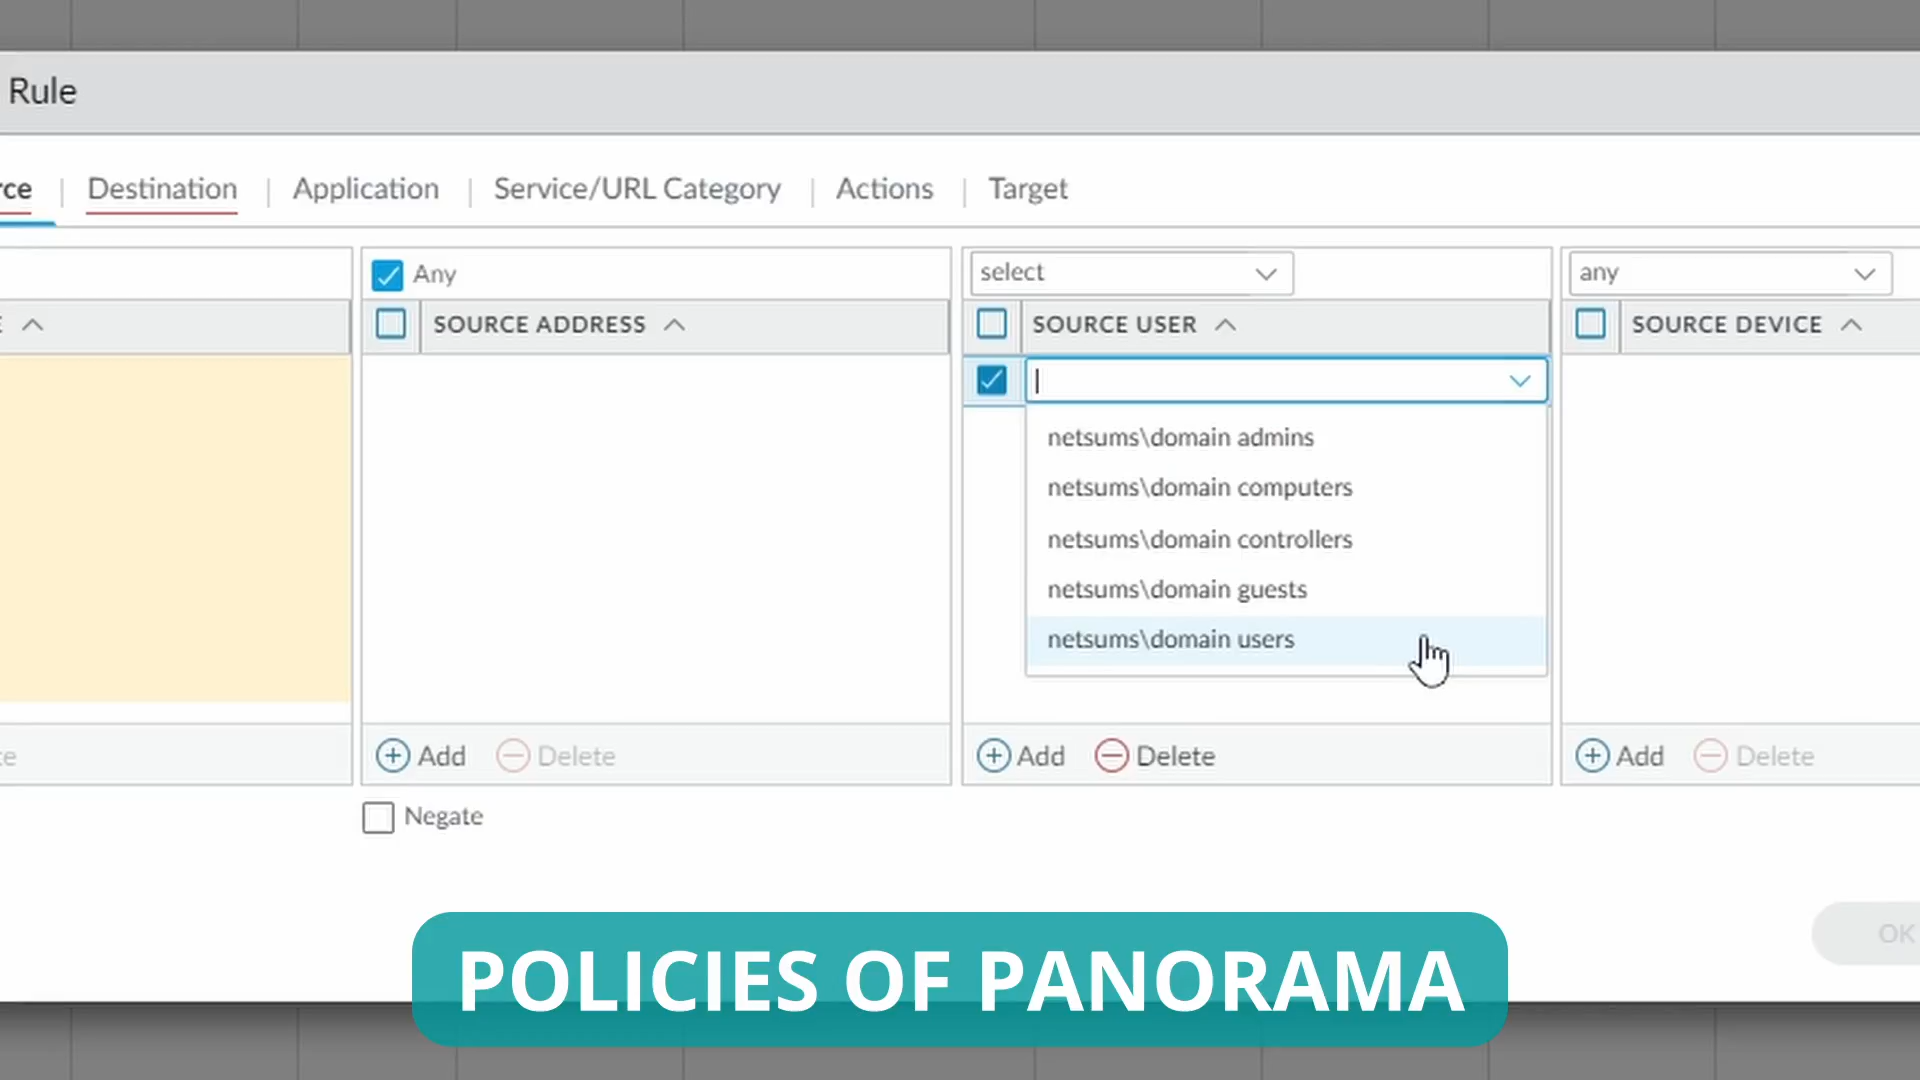 Rule
rce | Destination | Application | Service/URL Category | Actions | Target
Any
select
any
SOURCE ADDRESS
SOURCE USER
SOURCE DEVICE
netsums\domain admins
netsums\domain computers
netsums\domain controllers
netsums\domain guests
netsums\domain users
Add Delete
Add Delete
Add Delete
Negate
OK
POLICIES OF PANORAMA